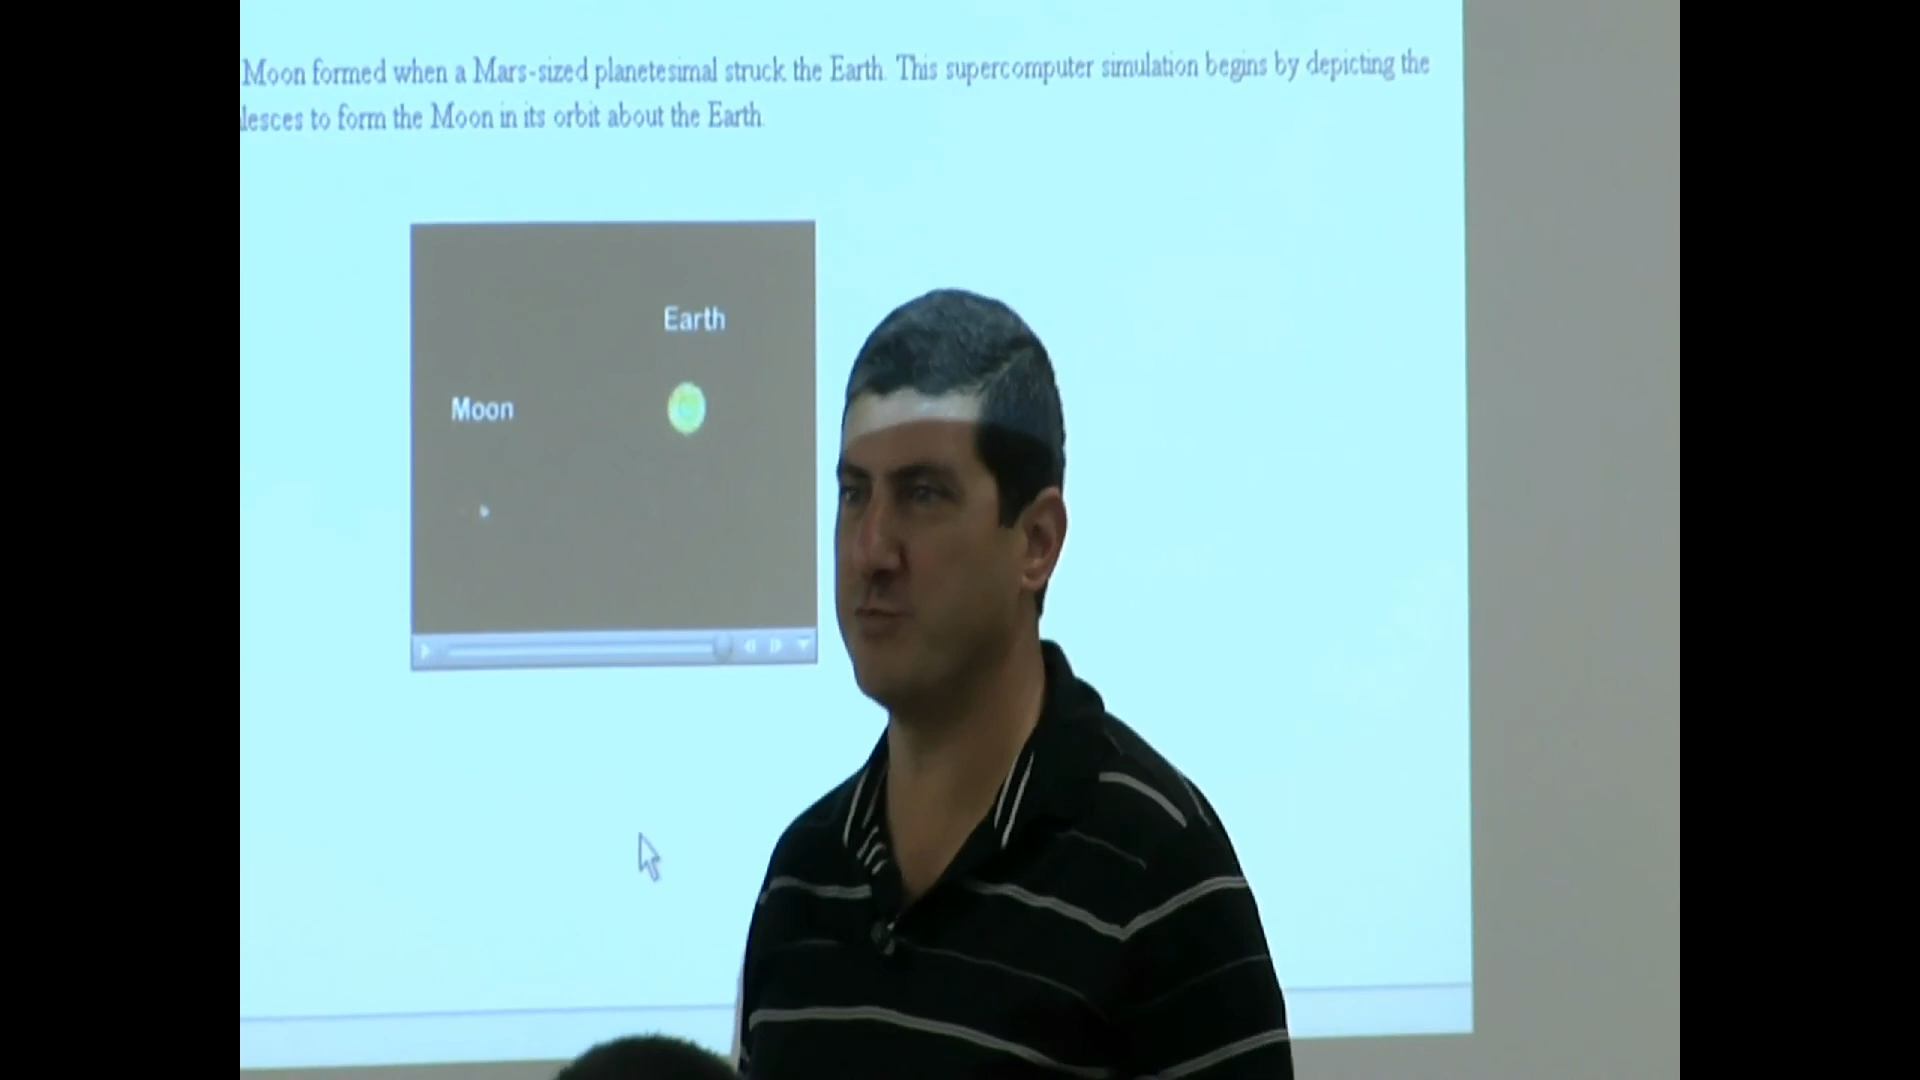 Moon formed when a Mars-sized planetesimal struck the Earth. This supercomputer simulation begins by depicting the
lesces to form the Moon in its orbit about the Earth.
Earth
Moon